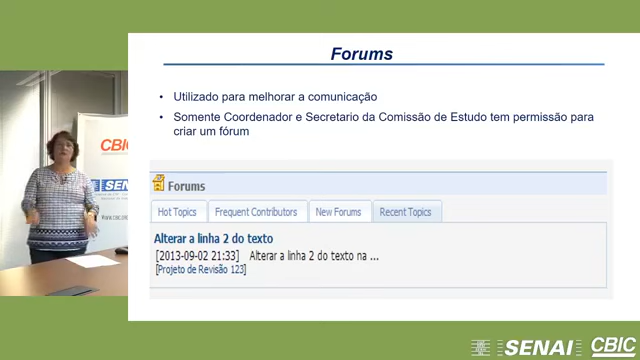 Forums
• Utilizado para melhorar a comunicação
• Somente Coordenador e Secretario da Comissão de Estudo tem permissão para
criar um fórum
Forums
Hot Topics
Frequent Contributors
New Forums
Recent Topics
Alterar a linha 2 do texto
[2013-09-02 21:33] Alterar a linha 2 do texto na ...
[Projeto de Revisão 123]
CBIC
SENAI
SENAI
CBIC